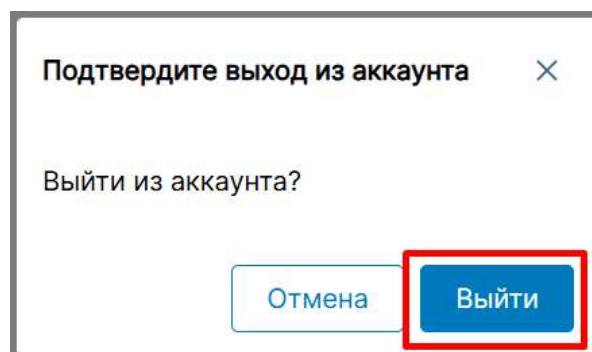 Подтвердите выход из аккаунта
Выйти из аккаунта?
Отмена
Выйти